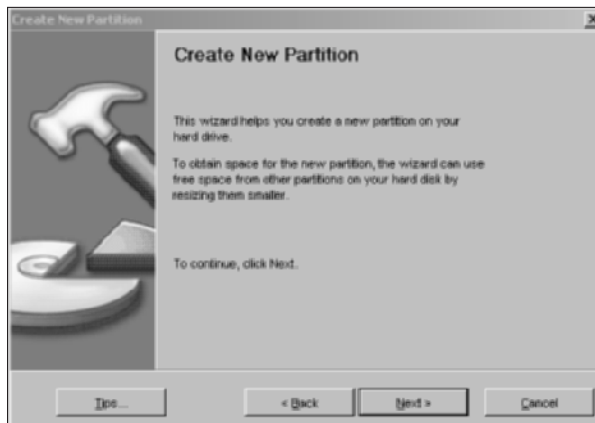 Create New Partition
Create New Partition
This wizard helps you create a new partition on your
hard drive.
To obtain space for the new partition, the wizard can use
free space from other partitions on your hard disk by
resizing them smaller.
To continue, click Next.
Tips...
< Back
Next >
Cancel